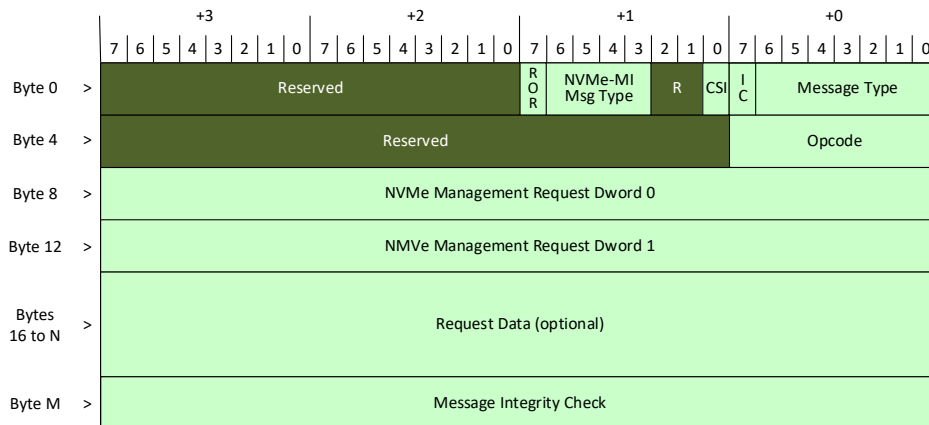 +3 +2 +1 +0
7 6 5 4 3 2 1 0 7 6 5 4 3 2 1 0 7 6 5 4 3 2 1 0 7 6 5 4 3 2 1 0
Byte 0 > Reserved ROR NVMe-MI Msg Type R CSI IC Message Type
Byte 4 > Reserved Opcode
Byte 8 > NVMe Management Request Dword 0
Byte 12 > NMVe Management Request Dword 1
Bytes 16 to N > Request Data (optional)
Byte M > Message Integrity Check